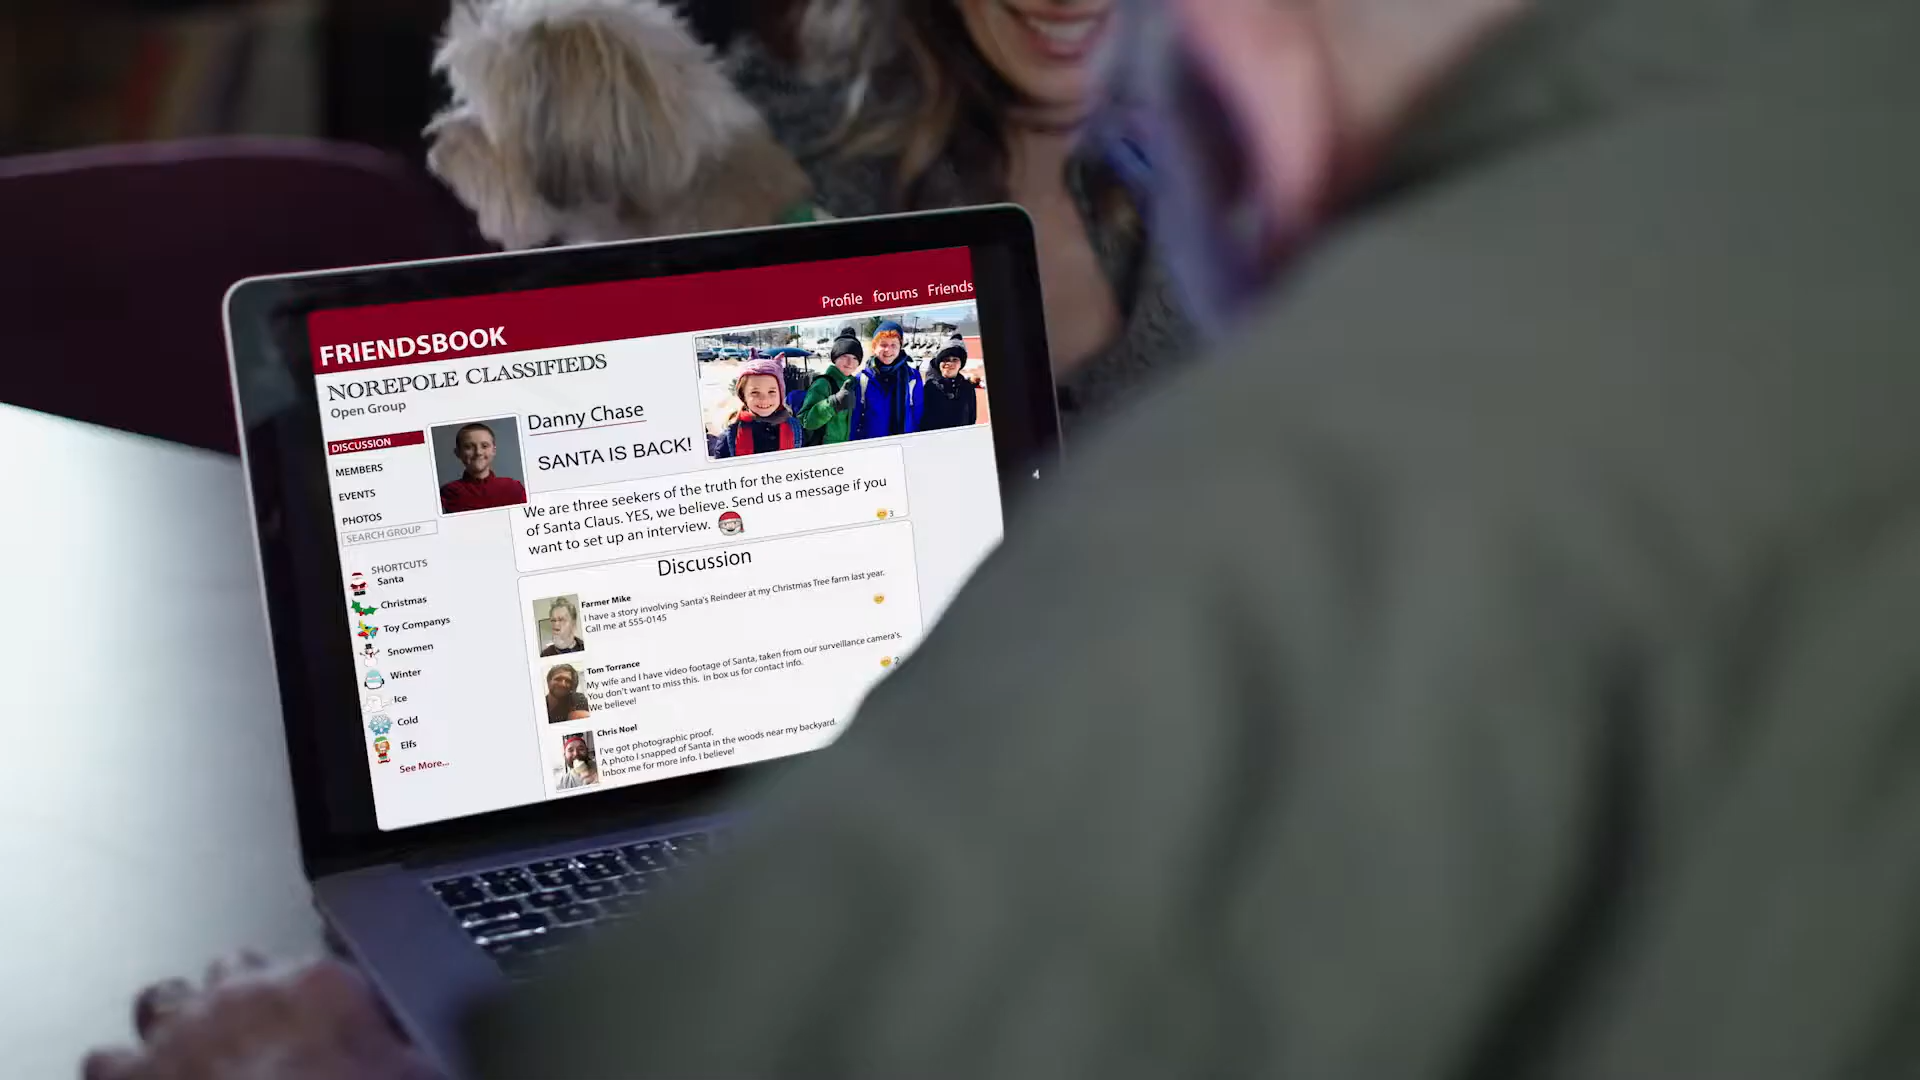 Profile forums Friends
FRIENDSBOOK
NOREPOLE CLASSIFIEDS
Open Group
DISCUSSION
MEMBERS
EVENTS
PHOTOS
SEARCH GROUP
SHORTCUTS
Santa
Christmas
Toy Companys
Snowmen
Winter
Ice
Cold
Elfs
See More...
Danny Chase
SANTA IS BACK!
We are three seekers of the truth for the existence
of Santa Claus. YES, we believe. Send us a message if you
want to set up an interview.
3
Discussion
Farmer Mike
I have a story involving Santa's Reindeer at my Christmas Tree farm last year.
Call me at 555-0145
Tom Torrance
My wife and I have video footage of Santa, taken from our surveillance camera's.
You don't want to miss this. In box us for contact info.
We believe!
2
Chris Noel
I've got photographic proof.
A photo I snapped of Santa in the woods near my backyard.
Inbox me for more info. I believe!